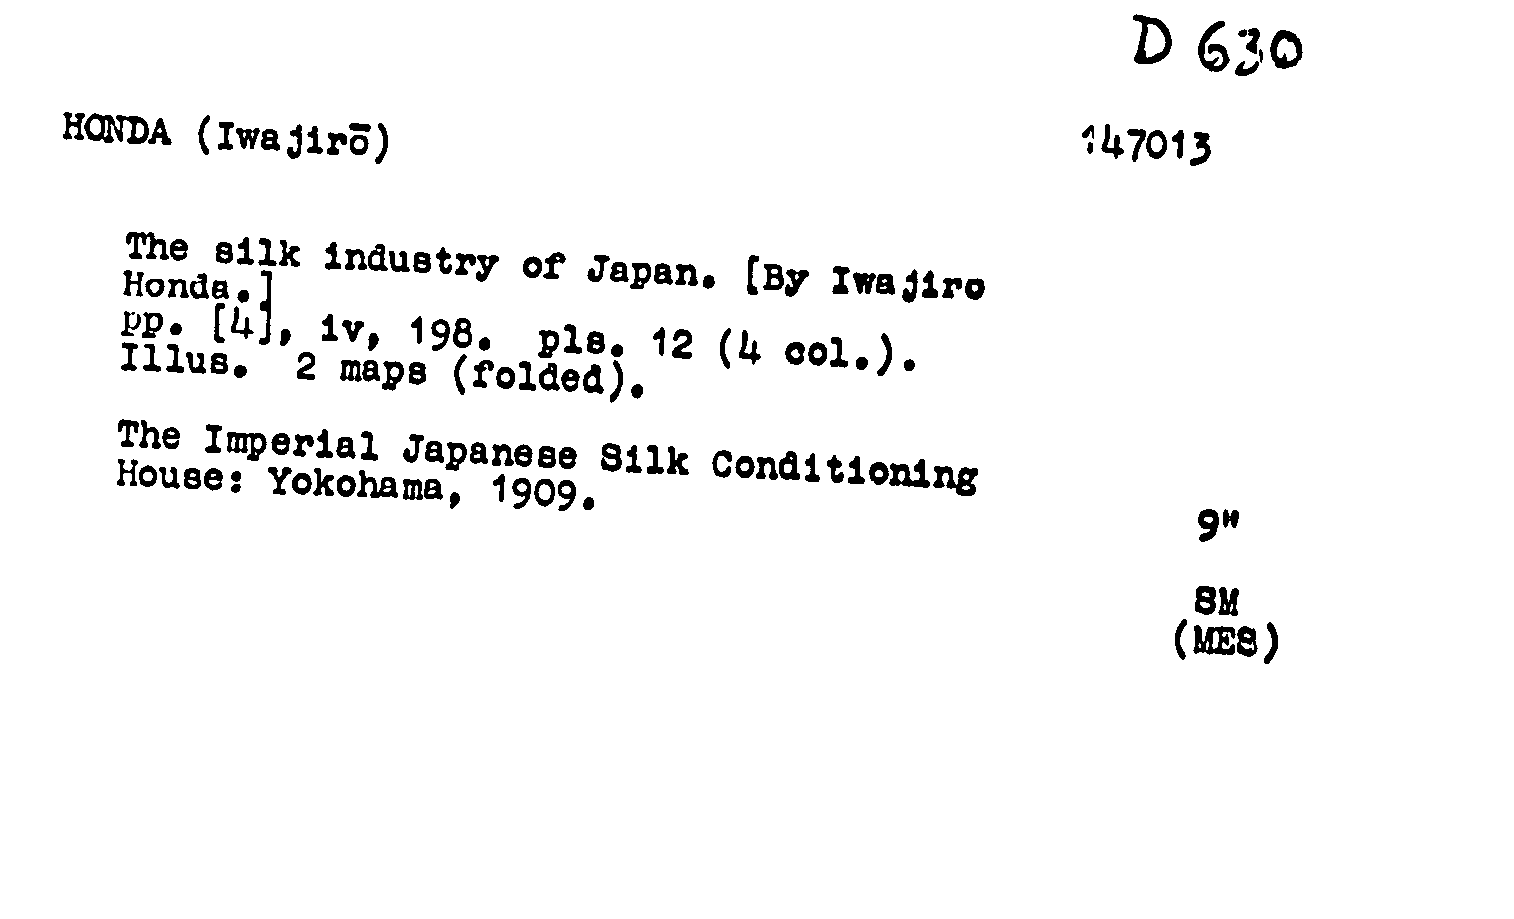 D 630
HONDA (Iwajirō)
147013
The silk industry of Japan. [By Iwajiro
Honda.]
pp. [4], iv, 198. pls. 12 (4 col.).
Illus. 2 maps (folded).
The Imperial Japanese Silk Conditioning
House: Yokohama, 1909.
9"
SM
(MES)